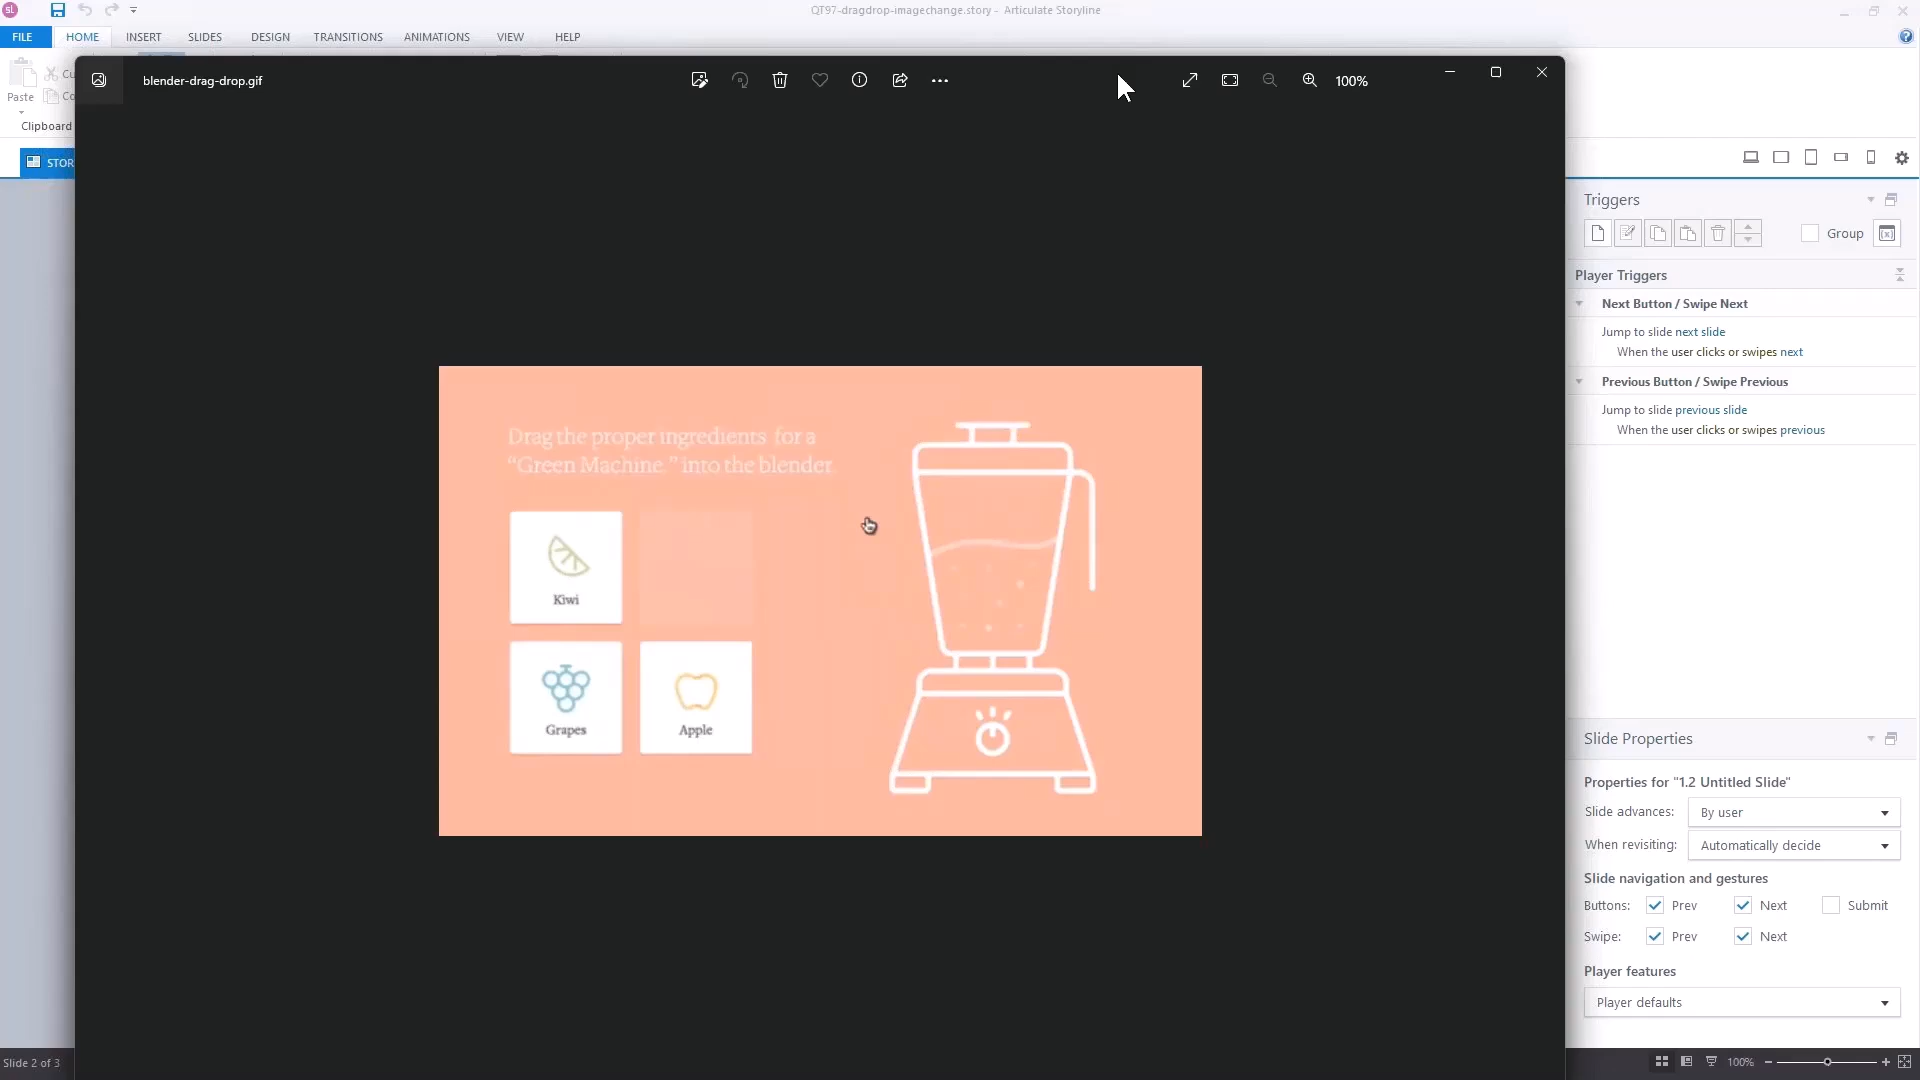 QT97-dragdrop-imagechange.story - Articulate Storyline
FILE HOME INSERT SLIDES DESIGN TRANSITIONS ANIMATIONS VIEW HELP
Paste
Clipboard
STOR
blender-drag-drop.gif
100%
Drag the proper ingredients for a
“Green Machine ” into the blender
Kiwi
Grapes
Apple
Triggers
Group
Player Triggers
Next Button / Swipe Next
Jump to slide next slide
When the user clicks or swipes next
Previous Button / Swipe Previous
Jump to slide previous slide
When the user clicks or swipes previous
Slide Properties
Properties for "1.2 Untitled Slide"
Slide advances: By user
When revisiting: Automatically decide
Slide navigation and gestures
Buttons: Prev Next Submit
Swipe: Prev Next
Player features
Player defaults
Slide 2 of 3
100%